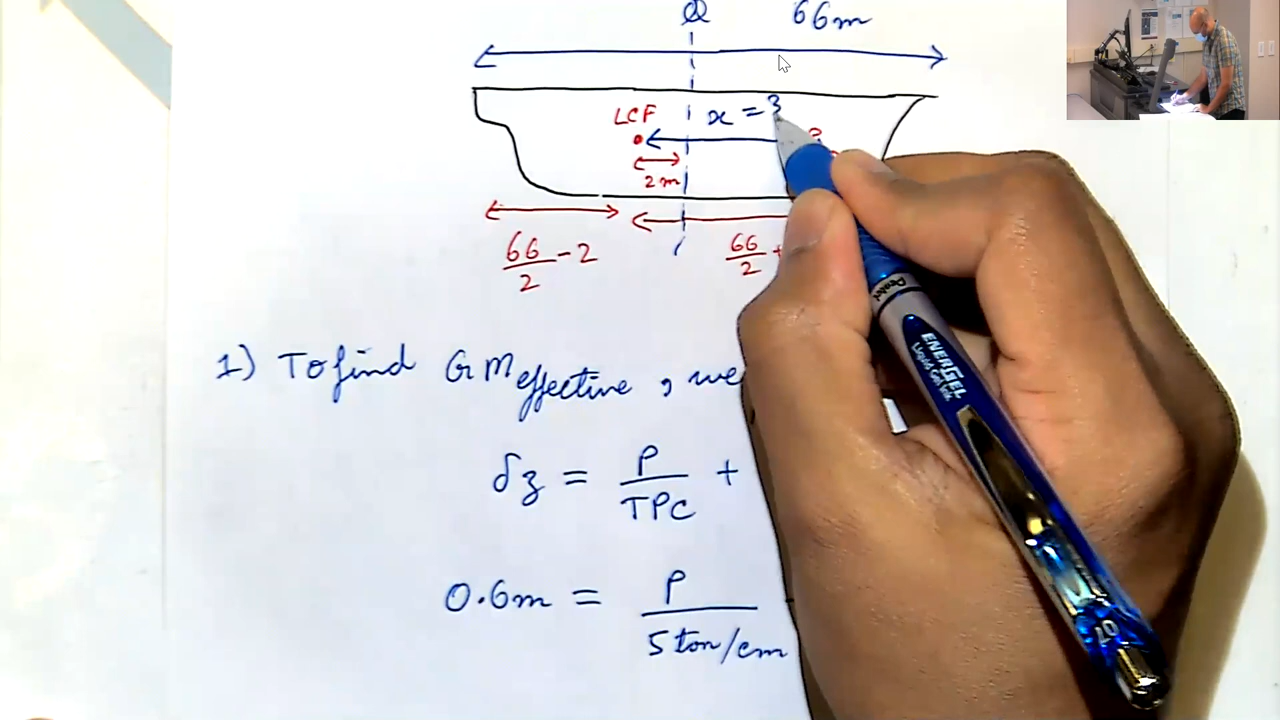 66m
LCF
x = 3
2m
66/2 - 2
66/2 +
1) To find GM effective, we
δz = P/TPC +
0.6m = P/5 ton/cm
Pentel
ENERGEL
Liquid Gel Ink
07